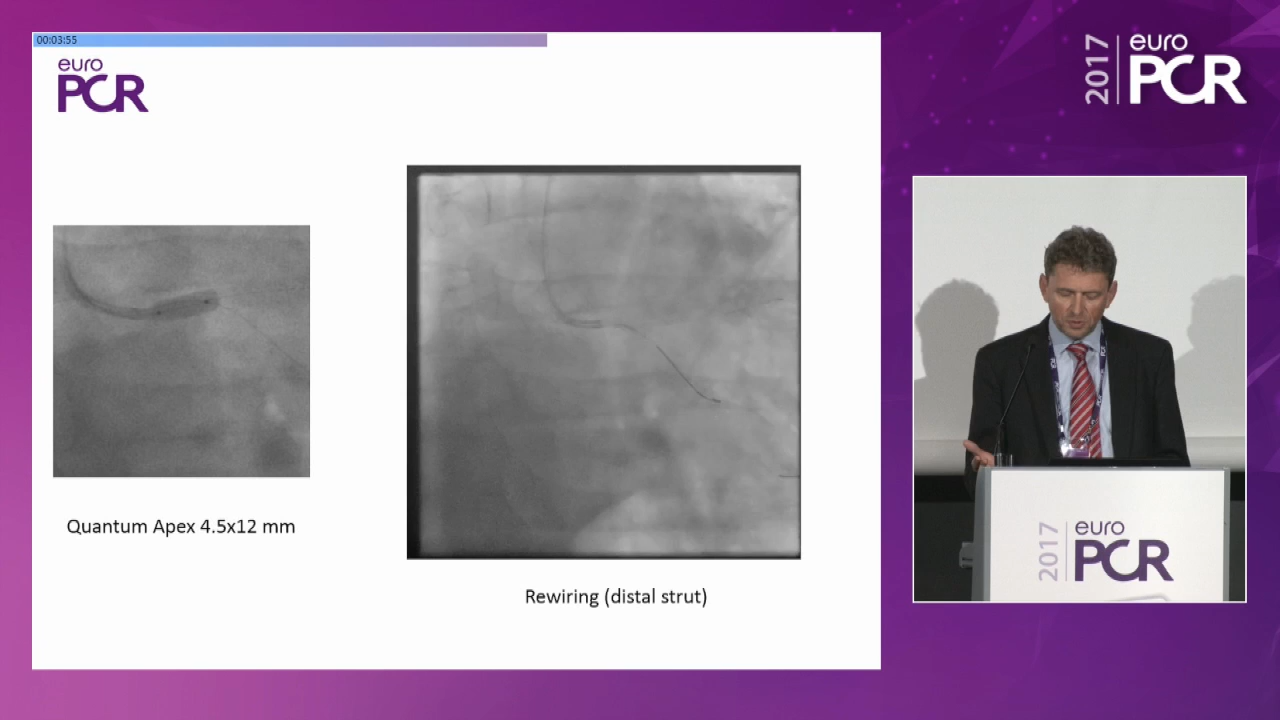 00:03:55
euro
PCR
Quantum Apex 4.5x12 mm
Rewiring (distal strut)
2017
euro
PCR
2017
euro
PCR